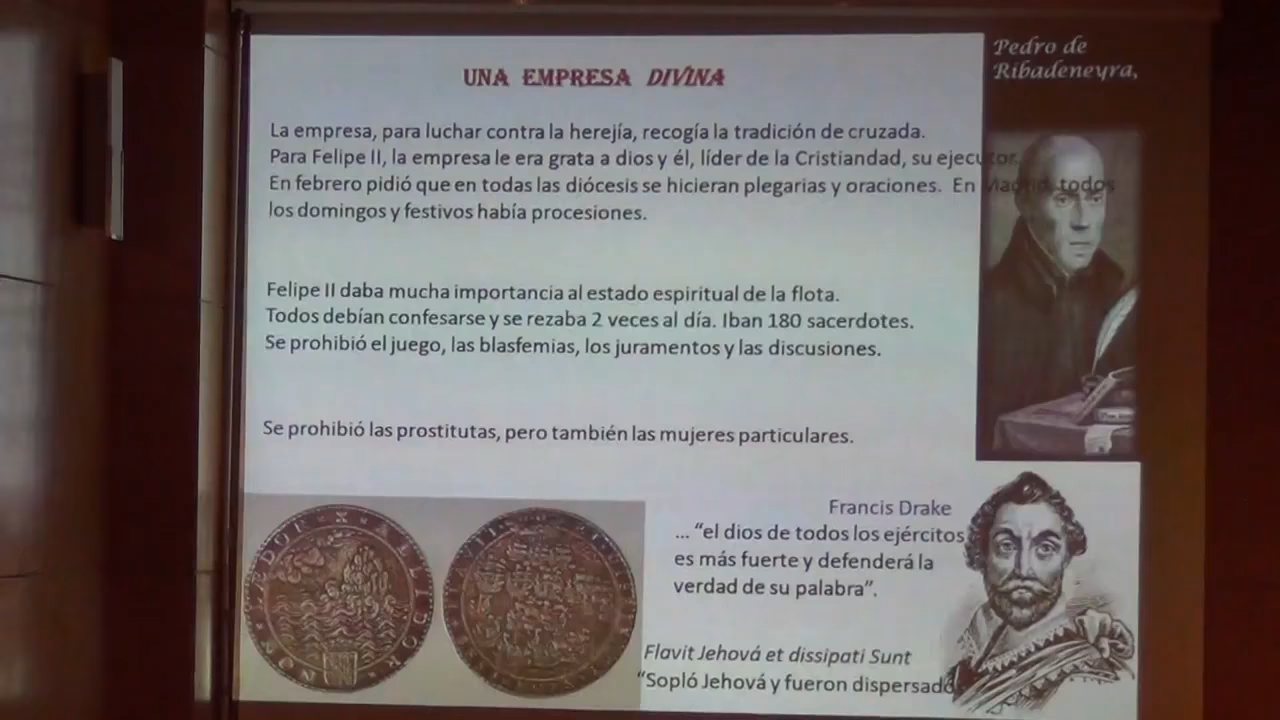 Pedro de
Ribadeneyra,
UNA EMPRESA DIVINA
La empresa, para luchar contra la herejía, recogía la tradición de cruzada.
Para Felipe II, la empresa le era grata a dios y él, líder de la Cristiandad, su ejecutor.
En febrero pidió que en todas las diócesis se hicieran plegarias y oraciones. En Madrid, todos
los domingos y festivos había procesiones.
Felipe II daba mucha importancia al estado espiritual de la flota.
Todos debían confesarse y se rezaba 2 veces al día. Iban 180 sacerdotes.
Se prohibió el juego, las blasfemias, los juramentos y las discusiones.
Se prohibió las prostitutas, pero también las mujeres particulares.
Francis Drake
... “el dios de todos los ejércitos
es más fuerte y defenderá la
verdad de su palabra”.
Flavit Jehová et dissipati Sunt
“Sopló Jehová y fueron dispersado